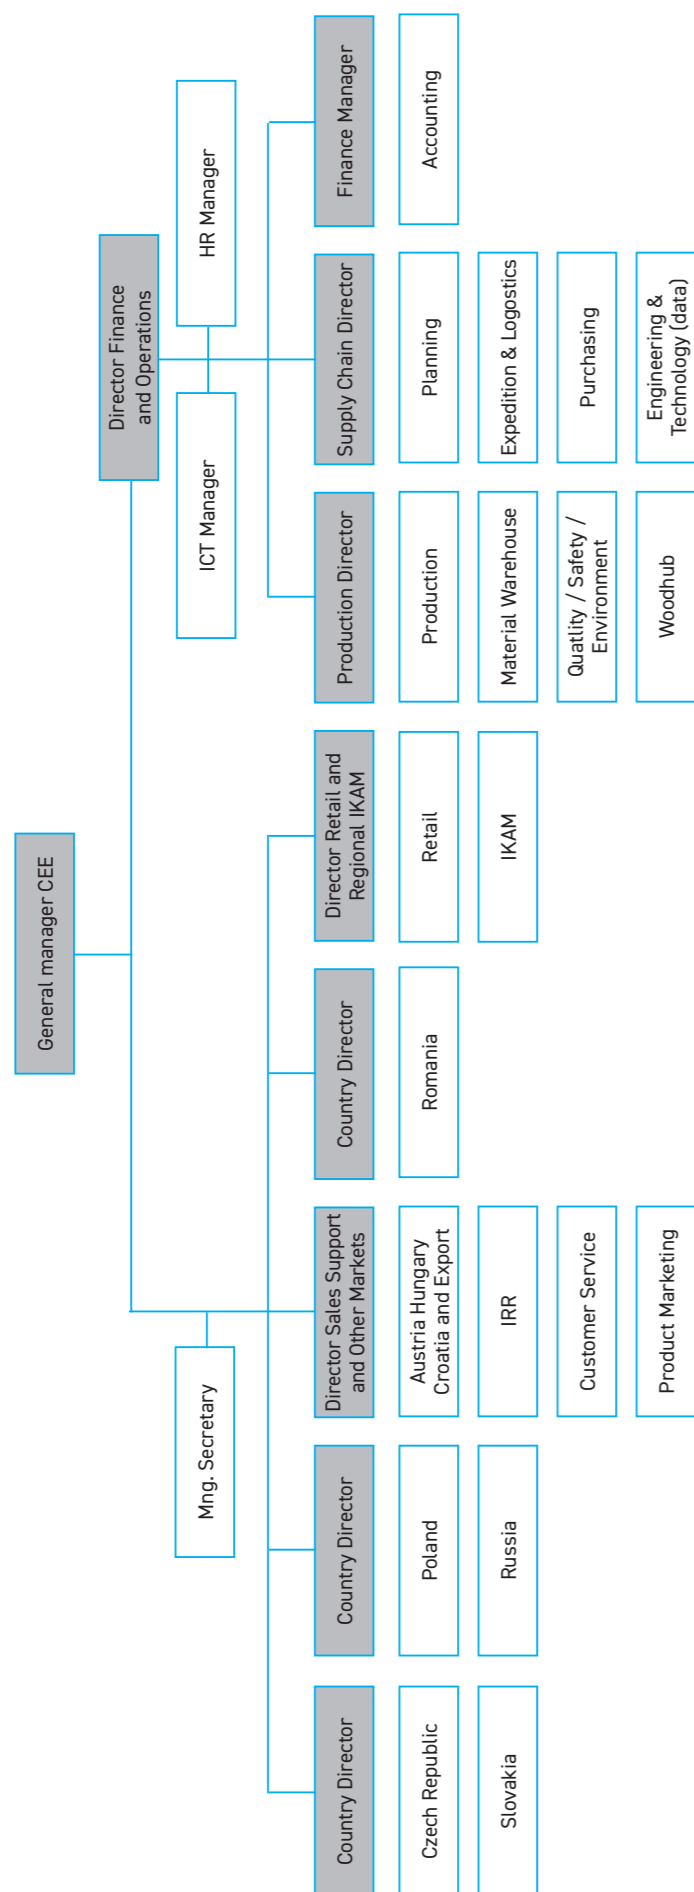 General manager CEE
Director Finance
and Operations
Mng. Secretary
ICT Manager
HR Manager
Country Director
Czech Republic
Slovakia
Country Director
Poland
Russia
Director Sales Support
and Other Markets
Austria Hungary
Croatia and Export
IRR
Customer Service
Product Marketing
Country Director
Romania
Director Retail and
Regional IKAM
Retail
IKAM
Production Director
Production
Material Warehouse
Quatlity / Safety /
Environment
Woodhub
Supply Chain Director
Planning
Expedition & Logostics
Purchasing
Engineering &
Technology (data)
Finance Manager
Accounting